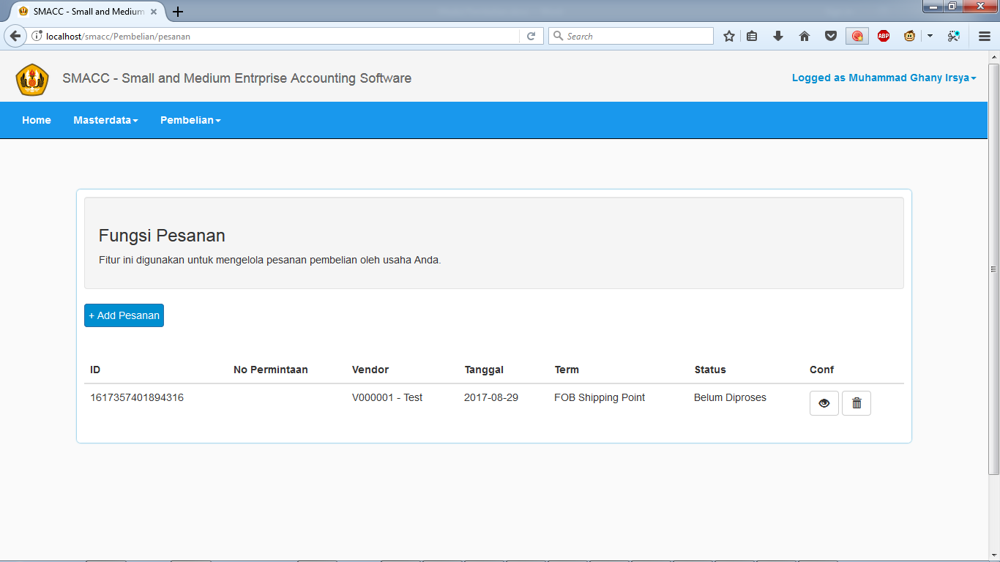 SMACC - Small and Medium
localhost/smacc/Pembelian/pesanan
Search
ABP
SMACC - Small and Medium Entrprise Accounting Software
Logged as Muhammad Ghany Irsya
Home Masterdata Pembelian
Fungsi Pesanan
Fitur ini digunakan untuk mengelola pesanan pembelian oleh usaha Anda.
+ Add Pesanan
ID No Permintaan Vendor Tanggal Term Status Conf
1617357401894316 V000001 - Test 2017-08-29 FOB Shipping Point Belum Diproses